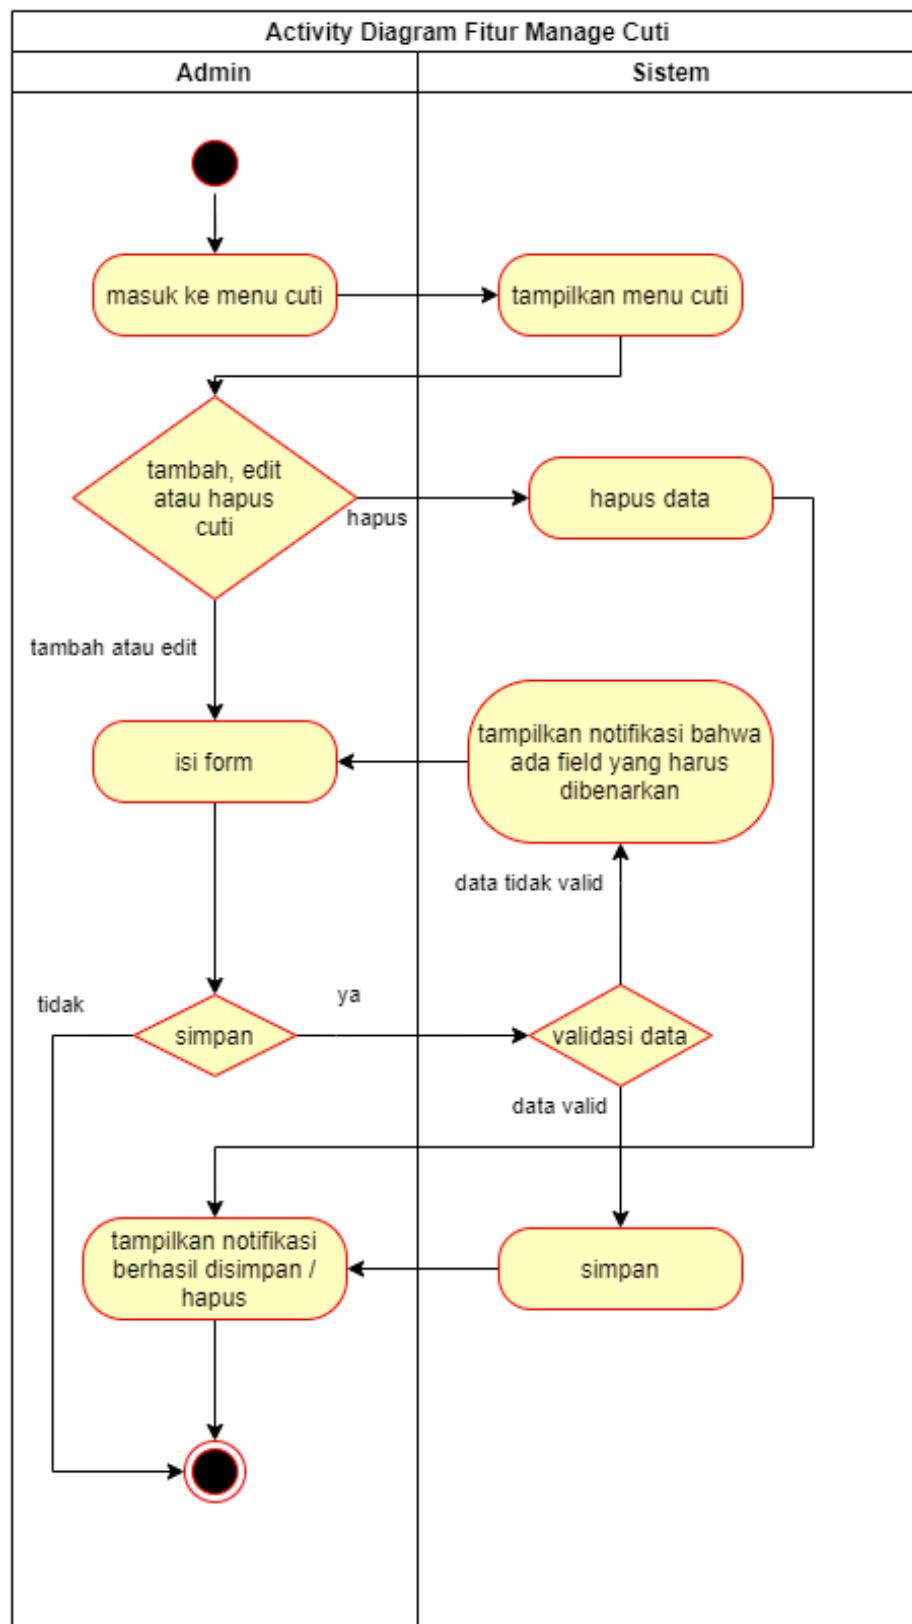 Activity Diagram Fitur Manage Cuti
Admin
Sistem
masuk ke menu cuti
tampilkan menu cuti
tambah, edit
atau hapus
cuti
hapus
hapus data
tambah atau edit
isi form
tampilkan notifikasi bahwa
ada field yang harus
dibenarkan
data tidak valid
tidak
simpan
ya
validasi data
data valid
tampilkan notifikasi
berhasil disimpan /
hapus
simpan